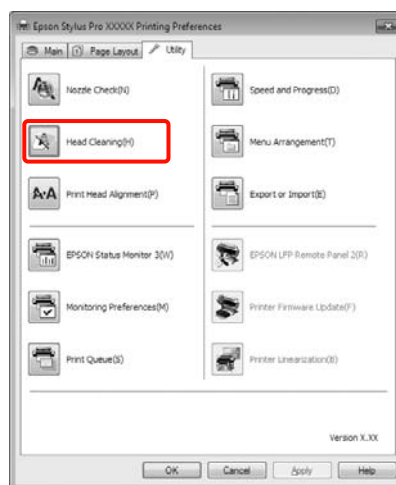 Epson Stylus Pro XXXXX Printing Preferences
Main Page Layout Utility
Nozzle Check(N)
Speed and Progress(D)
Head Cleaning(H)
Menu Arrangement(T)
Print Head Alignment(P)
Export or Import(E)
EPSON Status Monitor 3(W)
EPSON LFP Remote Panel 2(R)
Monitoring Preferences(M)
Printer Firmware Update(F)
Print Queue(S)
Printer Linearization(B)
Version X.XX
OK Cancel Apply Help